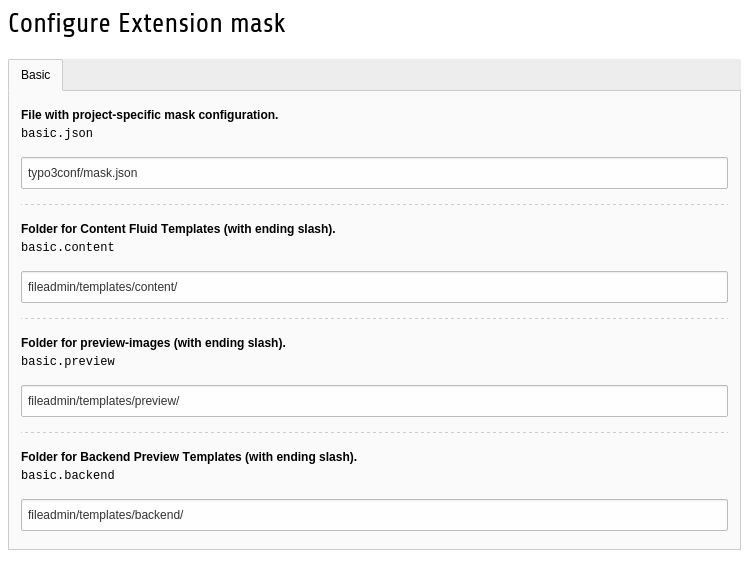 Configure Extension mask
Basic
File with project-specific mask configuration.
basic.json
typo3conf/mask.json
Folder for Content Fluid Templates (with ending slash).
basic.content
fileadmin/templates/content/
Folder for preview-images (with ending slash).
basic.preview
fileadmin/templates/preview/
Folder for Backend Preview Templates (with ending slash).
basic.backend
fileadmin/templates/backend/